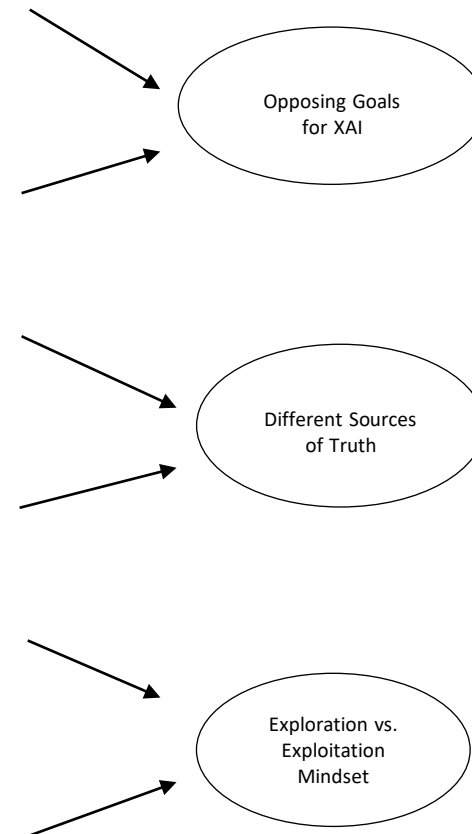 Opposing Goals
for XAI
Different Sources
of Truth
Exploration vs.
Exploitation
Mindset